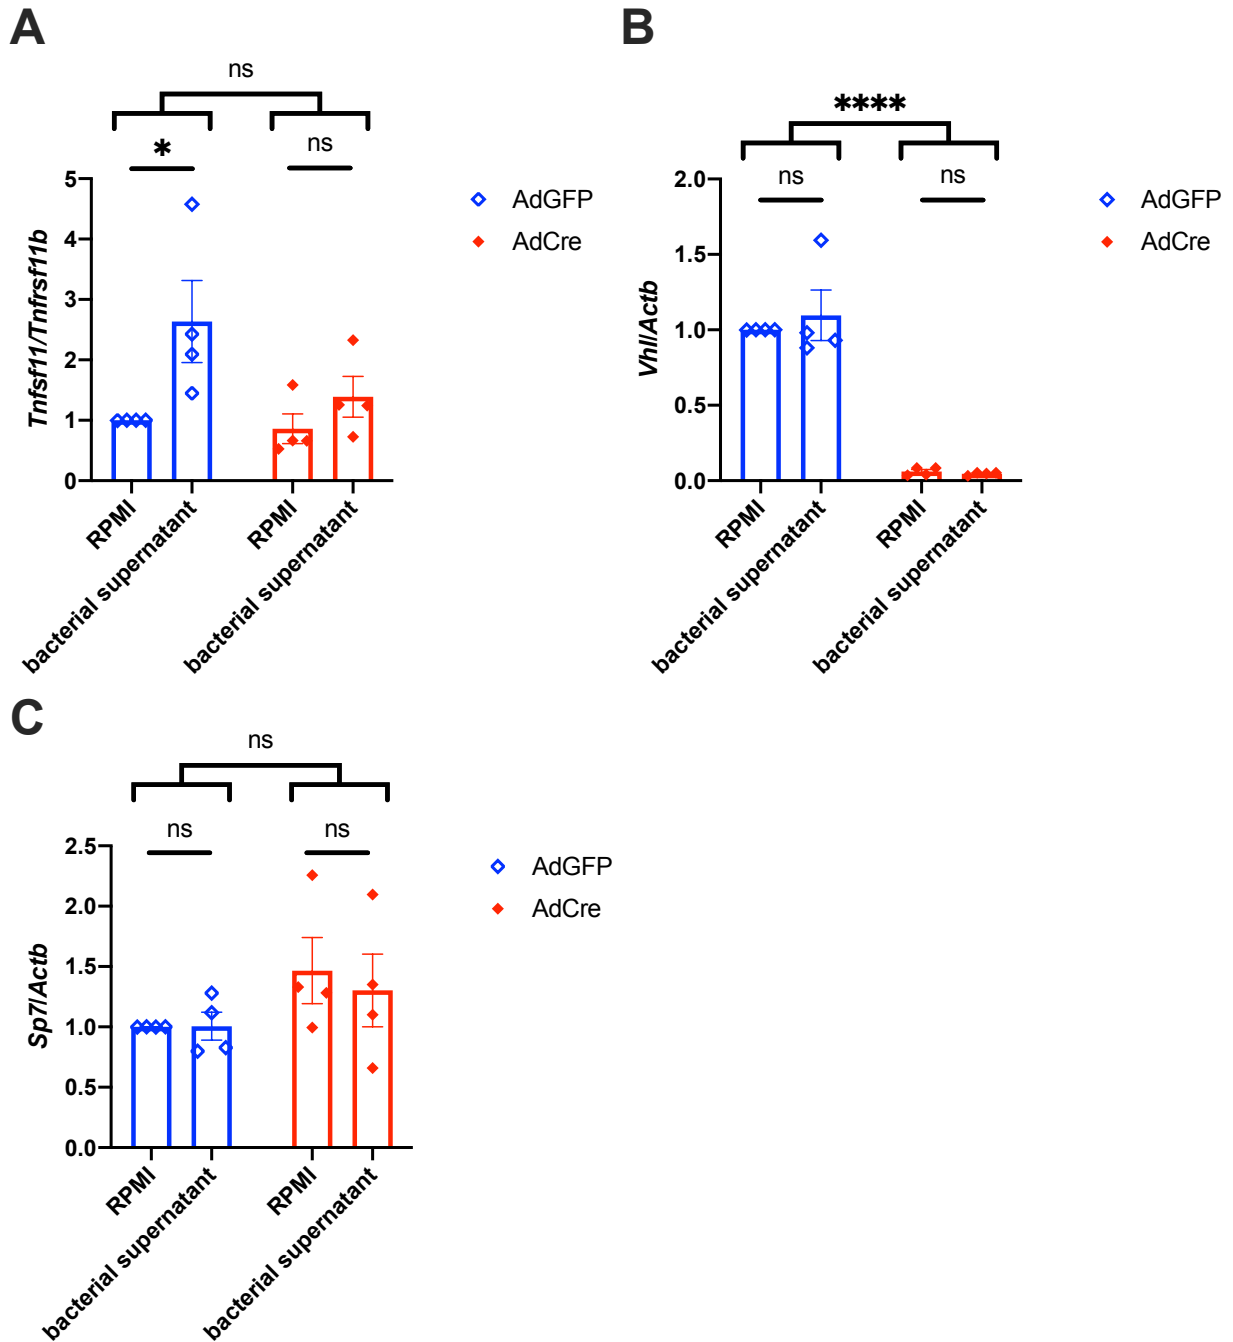 A
ns
*
ns
5
4
3
2
1
0
Tnfsf11/Tnfrsf11b
RPMI
bacterial supernatant
RPMI
bacterial supernatant
AdGFP
AdCre
B
****
ns
ns
2.0
1.5
1.0
0.5
0.0
Vhl/Actb
RPMI
bacterial supernatant
RPMI
bacterial supernatant
AdGFP
AdCre
C
ns
ns
ns
2.5
2.0
1.5
1.0
0.5
0.0
Sp7/Actb
RPMI
bacterial supernatant
RPMI
bacterial supernatant
AdGFP
AdCre